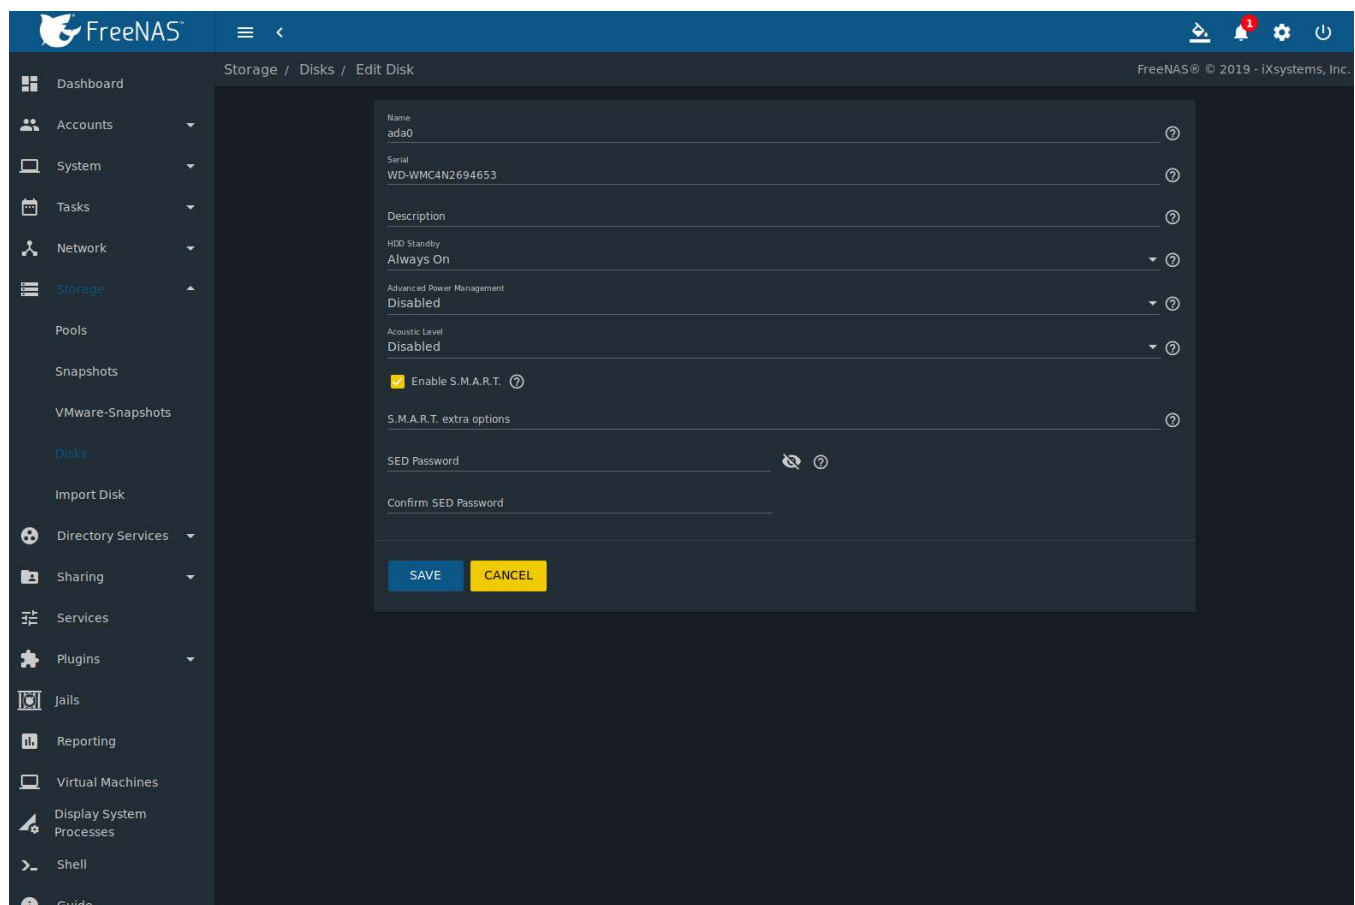 FreeNAS®
1
Storage / Disks / Edit Disk
FreeNAS® © 2019 - iXsystems, Inc.
Dashboard
Accounts
System
Tasks
Network
Storage
Pools
Snapshots
VMware-Snapshots
Disks
Import Disk
Directory Services
Sharing
Services
Plugins
Jails
Reporting
Virtual Machines
Display System
Processes
Shell
Guide
Name
ada0
Serial
WD-WMC4N2694653
Description
HDD Standby
Always On
Advanced Power Management
Disabled
Acoustic Level
Disabled
Enable S.M.A.R.T.
S.M.A.R.T. extra options
SED Password
Confirm SED Password
SAVE
CANCEL